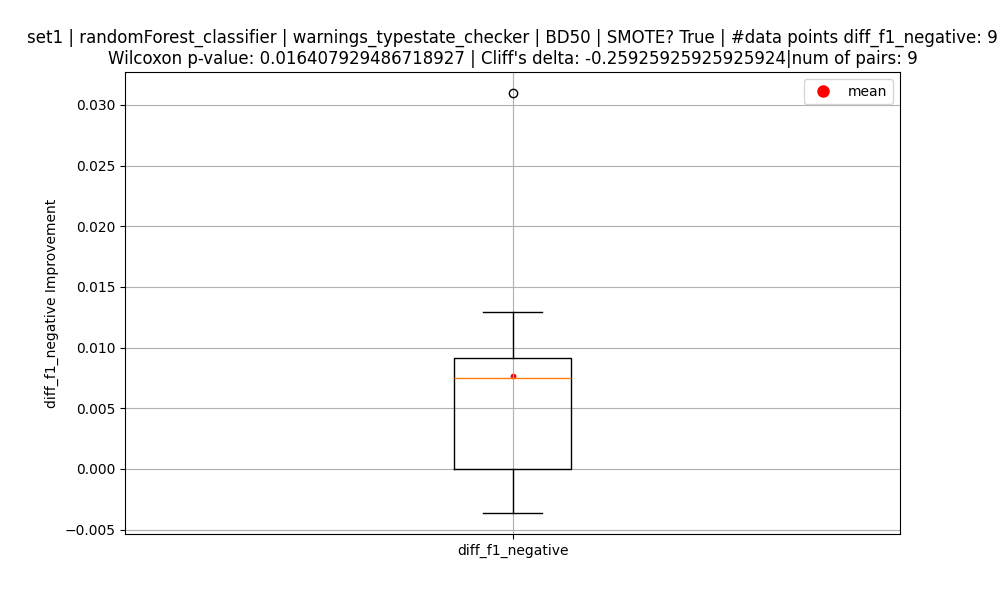 set1 | randomForest_classifier | warnings_typestate_checker | BD50 | SMOTE? True | #data points diff_f1_negative: 9
Wilcoxon p-value: 0.016407929486718927 | Cliff's delta: -0.25925925925925924|num of pairs: 9
mean
0.030
0.025
0.020
0.015
0.010
0.005
0.000
−0.005
diff_f1_negative Improvement
diff_f1_negative